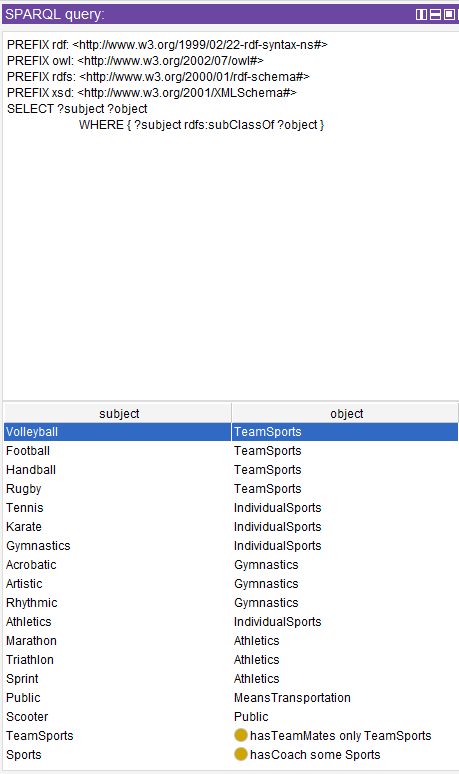 SPARQL query:
PREFIX rdf: <http://www.w3.org/1999/02/22-rdf-syntax-ns#>
PREFIX owl: <http://www.w3.org/2002/07/owl#>
PREFIX rdfs: <http://www.w3.org/2000/01/rdf-schema#>
PREFIX xsd: <http://www.w3.org/2001/XMLSchema#>
SELECT ?subject ?object
WHERE { ?subject rdfs:subClassOf ?object }
subject object
Volleyball TeamSports
Football TeamSports
Handball TeamSports
Rugby TeamSports
Tennis IndividualSports
Karate IndividualSports
Gymnastics IndividualSports
Acrobatic Gymnastics
Artistic Gymnastics
Rhythmic Gymnastics
Athletics IndividualSports
Marathon Athletics
Triathlon Athletics
Sprint Athletics
Public MeansTransportation
Scooter Public
TeamSports hasTeamMates only TeamSports
Sports hasCoach some Sports